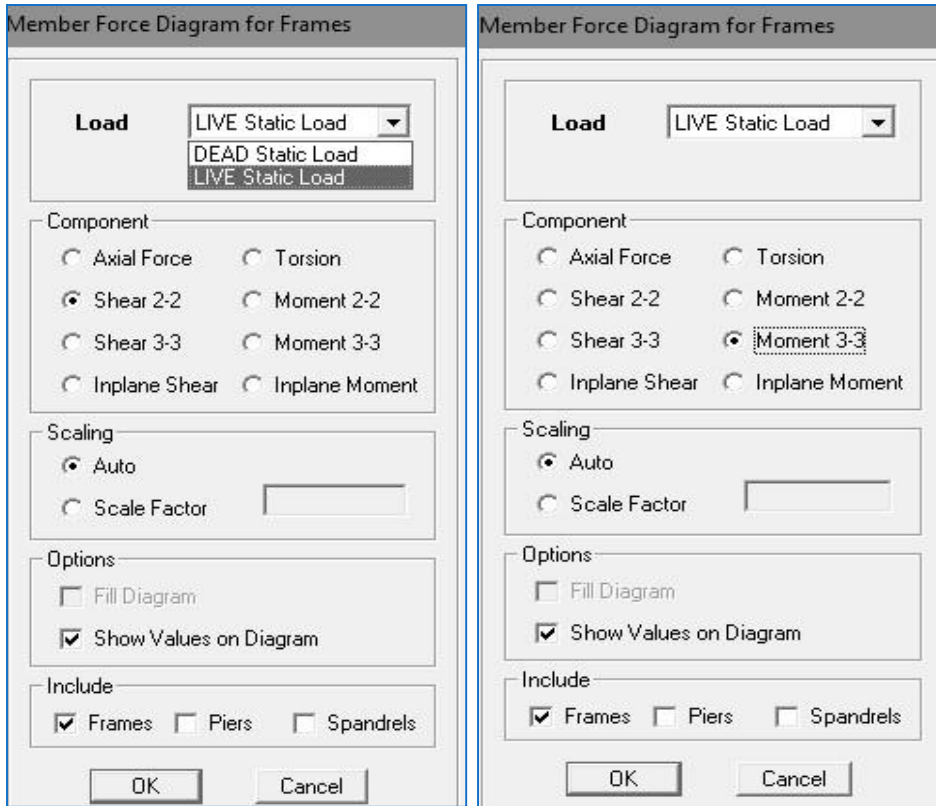 Member Force Diagram for Frames
Load LIVE Static Load
DEAD Static Load
LIVE Static Load
Component
Axial Force Torsion
Shear 2-2 Moment 2-2
Shear 3-3 Moment 3-3
Inplane Shear Inplane Moment
Scaling
Auto
Scale Factor
Options
Fill Diagram
Show Values on Diagram
Include
Frames Piers Spandrels
OK Cancel
Member Force Diagram for Frames
Load LIVE Static Load
Component
Axial Force Torsion
Shear 2-2 Moment 2-2
Shear 3-3 Moment 3-3
Inplane Shear Inplane Moment
Scaling
Auto
Scale Factor
Options
Fill Diagram
Show Values on Diagram
Include
Frames Piers Spandrels
OK Cancel